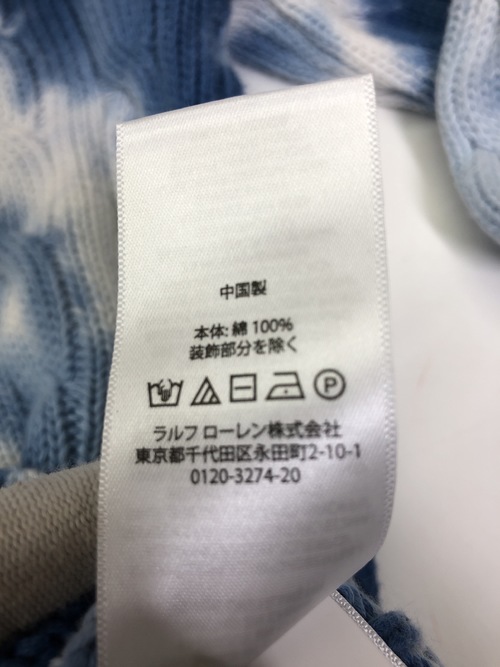 中国製
本体: 綿 100%
装飾部分を除く
P
ラルフ ローレン株式会社
東京都千代田区永田町2-10-1
0120-3274-20